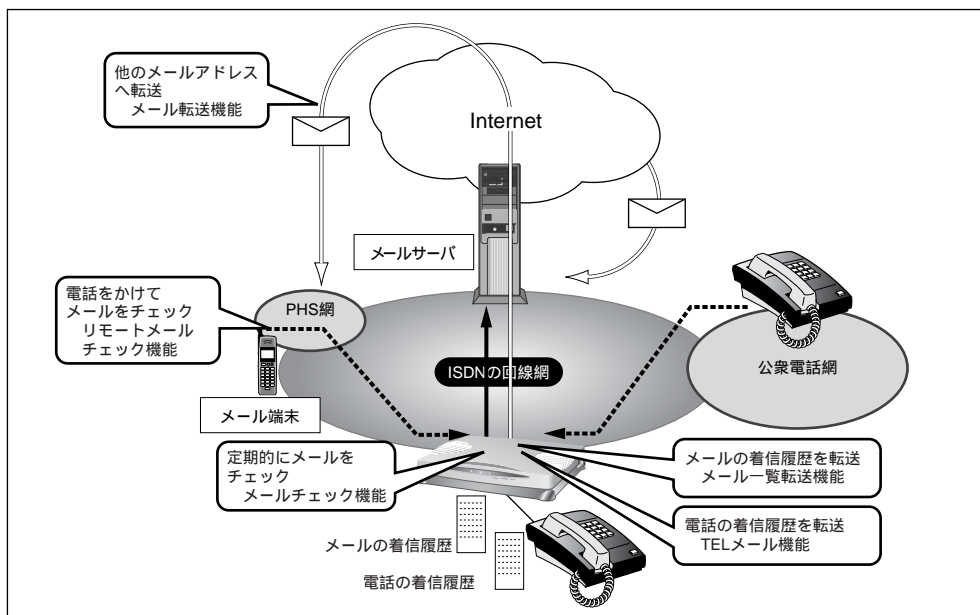 他のメールアドレス
へ転送
メール転送機能
Internet
メールサーバ
電話をかけて
メールをチェック
リモートメール
チェック機能
PHS網
メール端末
ISDNの回線網
公衆電話網
定期的にメールを
チェック
メールチェック機能
メールの着信履歴を転送
メール一覧転送機能
電話の着信履歴を転送
TELメール機能
メールの着信履歴
電話の着信履歴